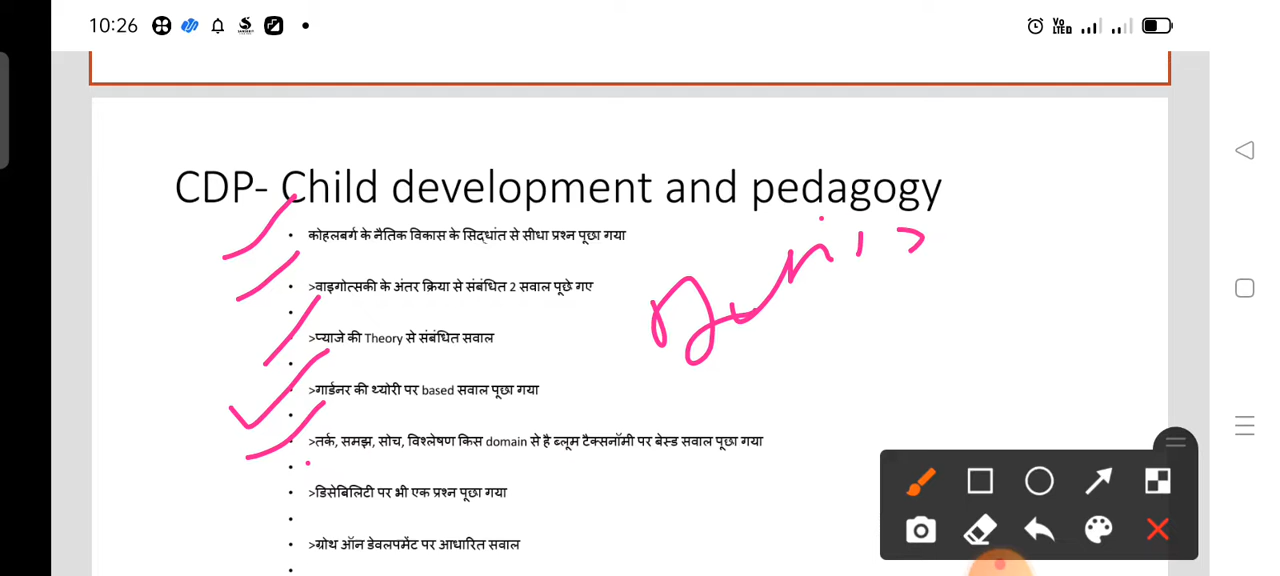 10:26
Vo
LTE
CDP- Child development and pedagogy
• कोहलबर्ग के नैतिक विकास के सिद्धांत से सीधा प्रश्न पूछा गया
• >वाइगोत्सकी के अंतर क्रिया से संबंधित 2 सवाल पूछे गए
•
• >प्याजे की Theory से संबंधित सवाल
•
• >गार्डनर की थ्योरी पर based सवाल पूछा गया
•
• >तर्क, समझ, सोच, विश्लेषण किस domain से है ब्लूम टैक्सनॉमी पर बेस्ड सवाल पूछा गया
•
• >डिसेबिलिटी पर भी एक प्रश्न पूछा गया
•
• >ग्रोथ ऑन डेवलपमेंट पर आधारित सवाल
•